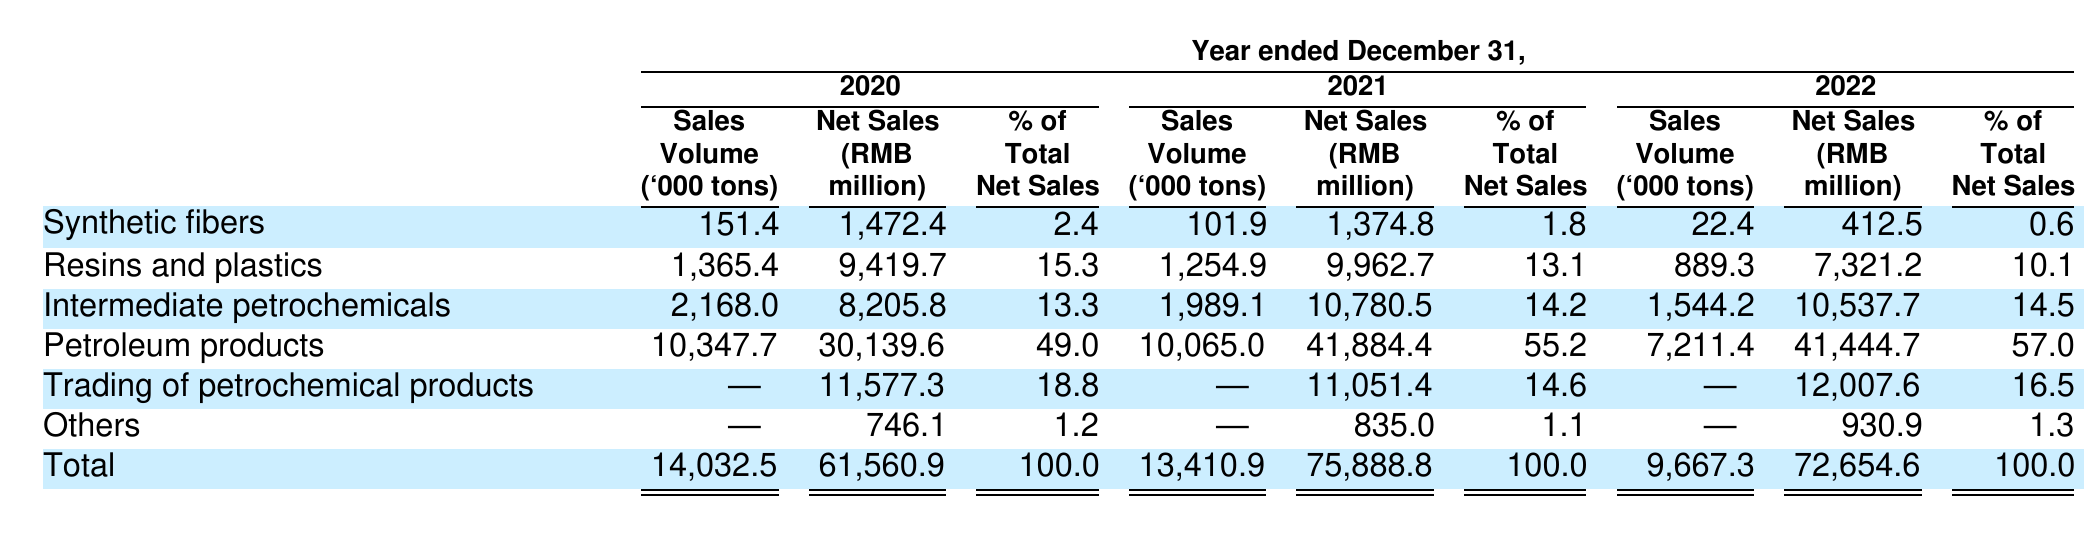 Year ended December 31,
2020 2021 2022
Sales Net Sales % of Sales Net Sales % of Sales Net Sales % of
Volume (RMB Total Volume (RMB Total Volume (RMB Total
(‘000 tons) million) Net Sales (‘000 tons) million) Net Sales (‘000 tons) million) Net Sales
Synthetic fibers 151.4 1,472.4 2.4 101.9 1,374.8 1.8 22.4 412.5 0.6
Resins and plastics 1,365.4 9,419.7 15.3 1,254.9 9,962.7 13.1 889.3 7,321.2 10.1
Intermediate petrochemicals 2,168.0 8,205.8 13.3 1,989.1 10,780.5 14.2 1,544.2 10,537.7 14.5
Petroleum products 10,347.7 30,139.6 49.0 10,065.0 41,884.4 55.2 7,211.4 41,444.7 57.0
Trading of petrochemical products — 11,577.3 18.8 — 11,051.4 14.6 — 12,007.6 16.5
Others — 746.1 1.2 — 835.0 1.1 — 930.9 1.3
Total 14,032.5 61,560.9 100.0 13,410.9 75,888.8 100.0 9,667.3 72,654.6 100.0